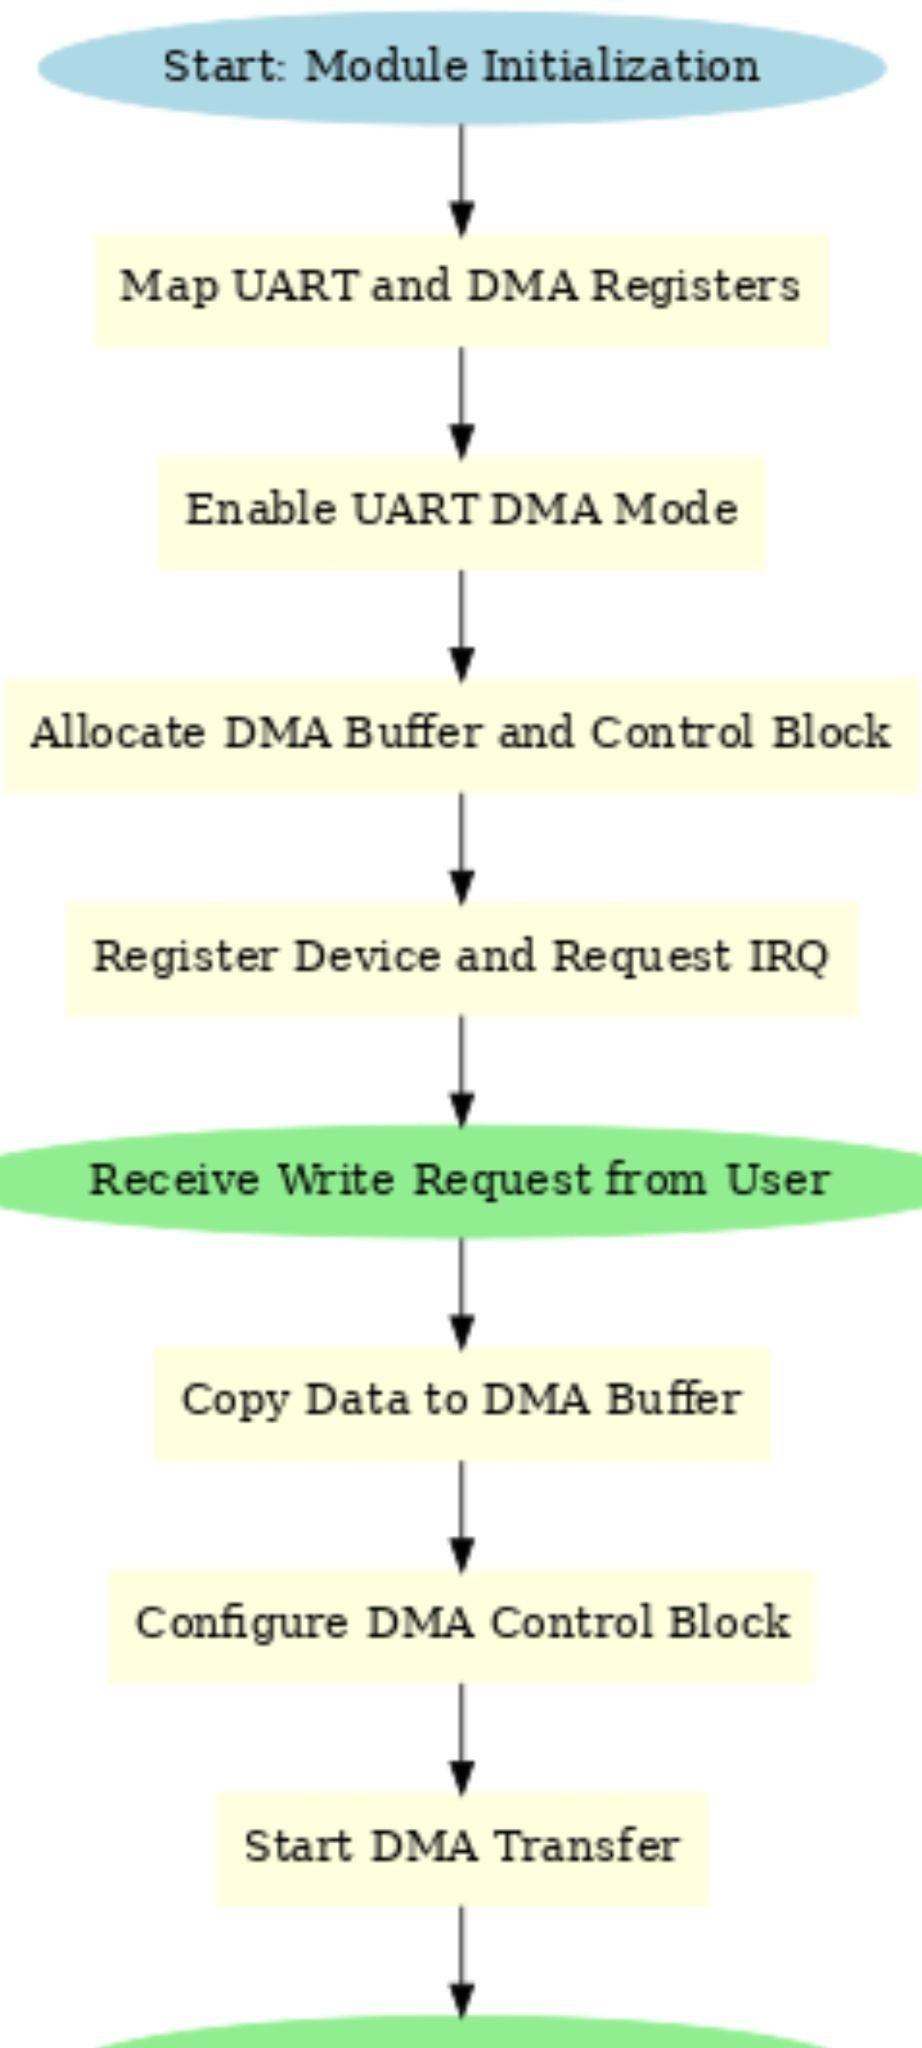 Start: Module Initialization
Map UART and DMA Registers
Enable UART DMA Mode
Allocate DMA Buffer and Control Block
Register Device and Request IRQ
Receive Write Request from User
Copy Data to DMA Buffer
Configure DMA Control Block
Start DMA Transfer